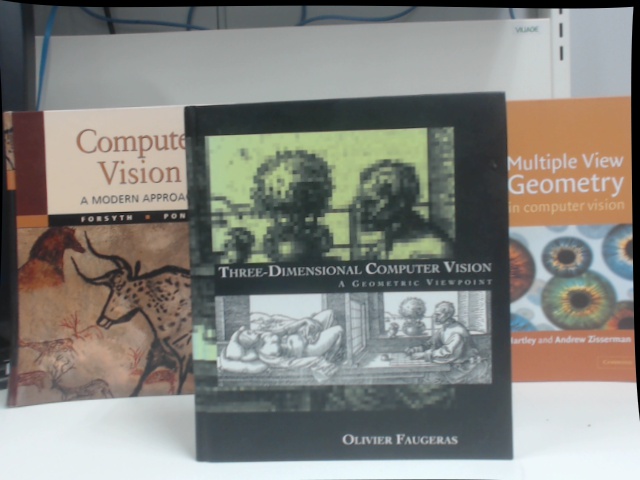 Compute
Vision
A MODERN APPROAC
FORSYTH ▪ PON
THREE-DIMENSIONAL COMPUTER VISION
A GEOMETRIC VIEWPOINT
OLIVIER FAUGERAS
Multiple View
Geometry
in computer vision
Hartley and Andrew Zisserman